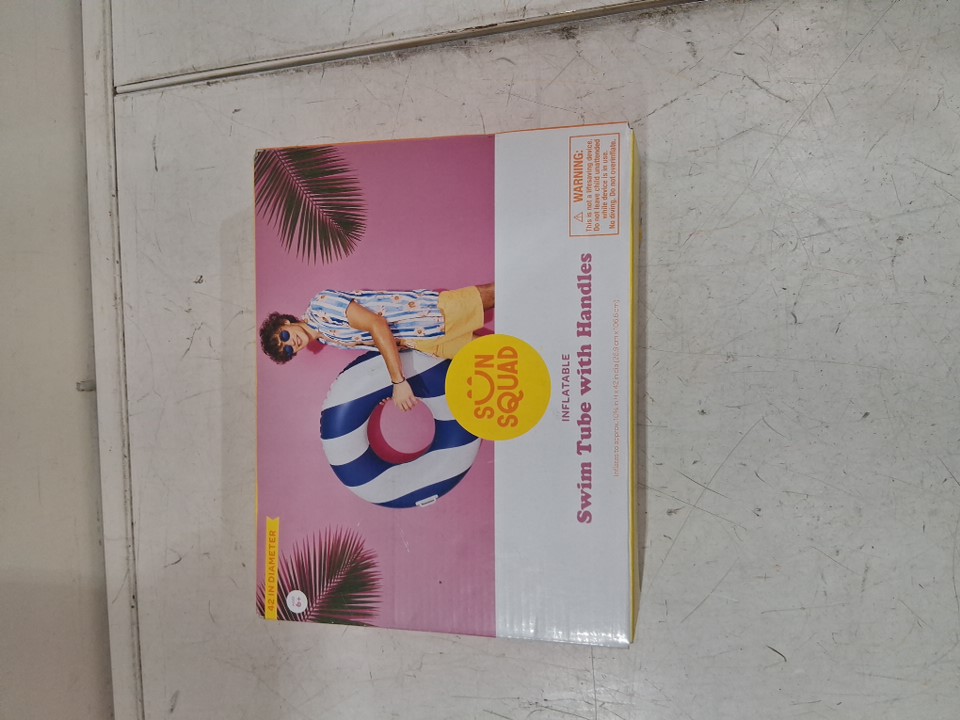 42 IN DIAMETER
6+
SUN
SQUAD
INFLATABLE
Swim Tube with Handles
⚠ WARNING:
This is not a lifesaving device.
Do not leave child unattended
while device is in use.
No diving. Do not overinflate.